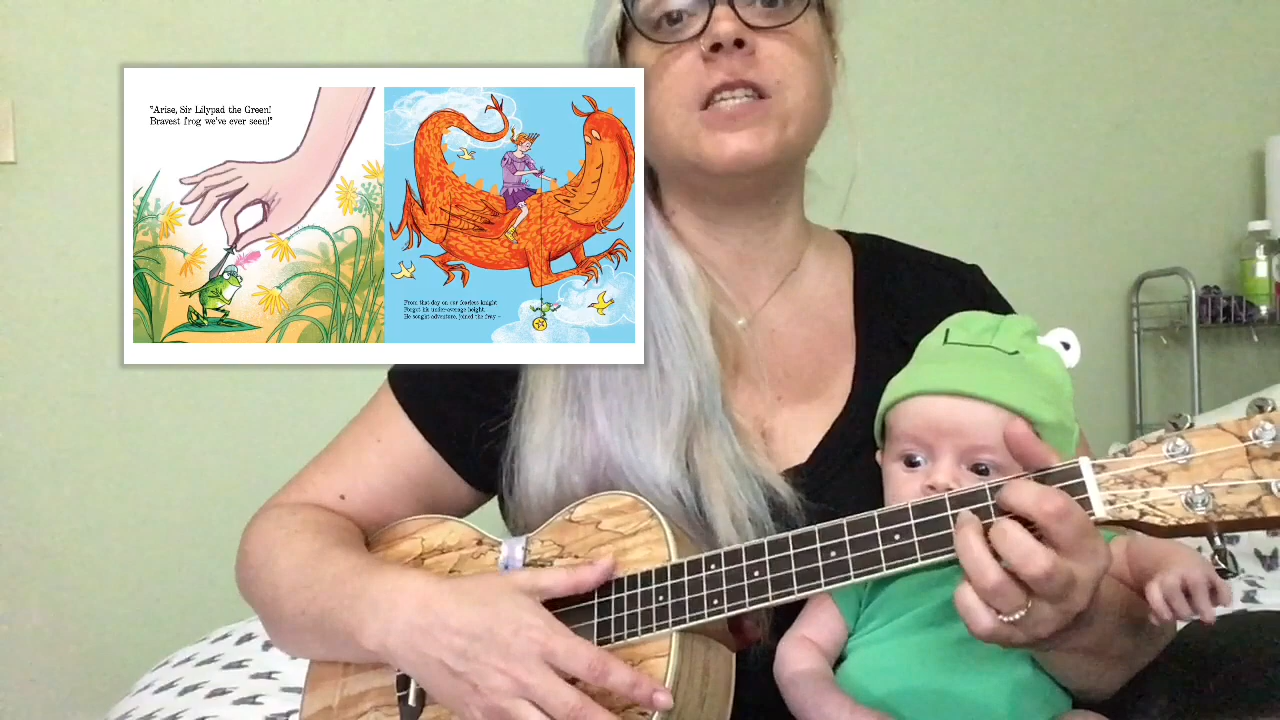 "Arise, Sir Lilypad the Green!
Bravest frog we've ever seen!"
From that day on our fearless knight
Forgot his under-average height.
He sought adventure, joined the fray –